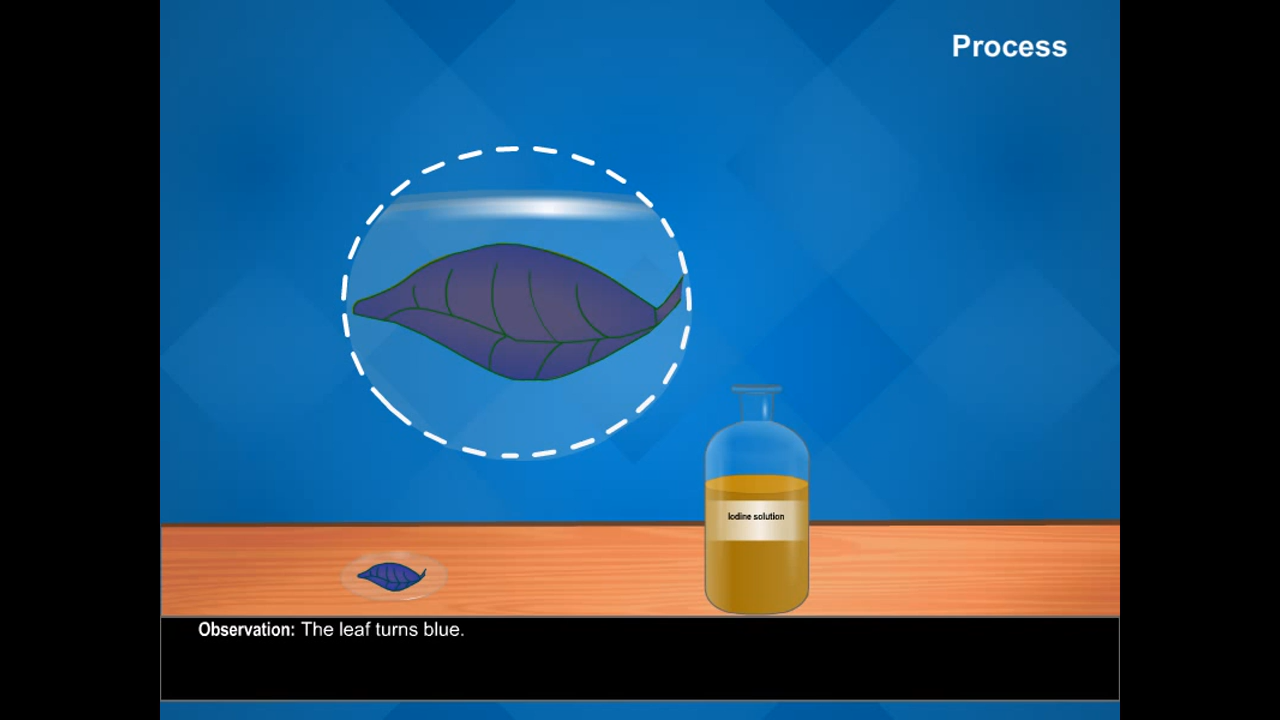 Process
Iodine solution
Observation: The leaf turns blue.